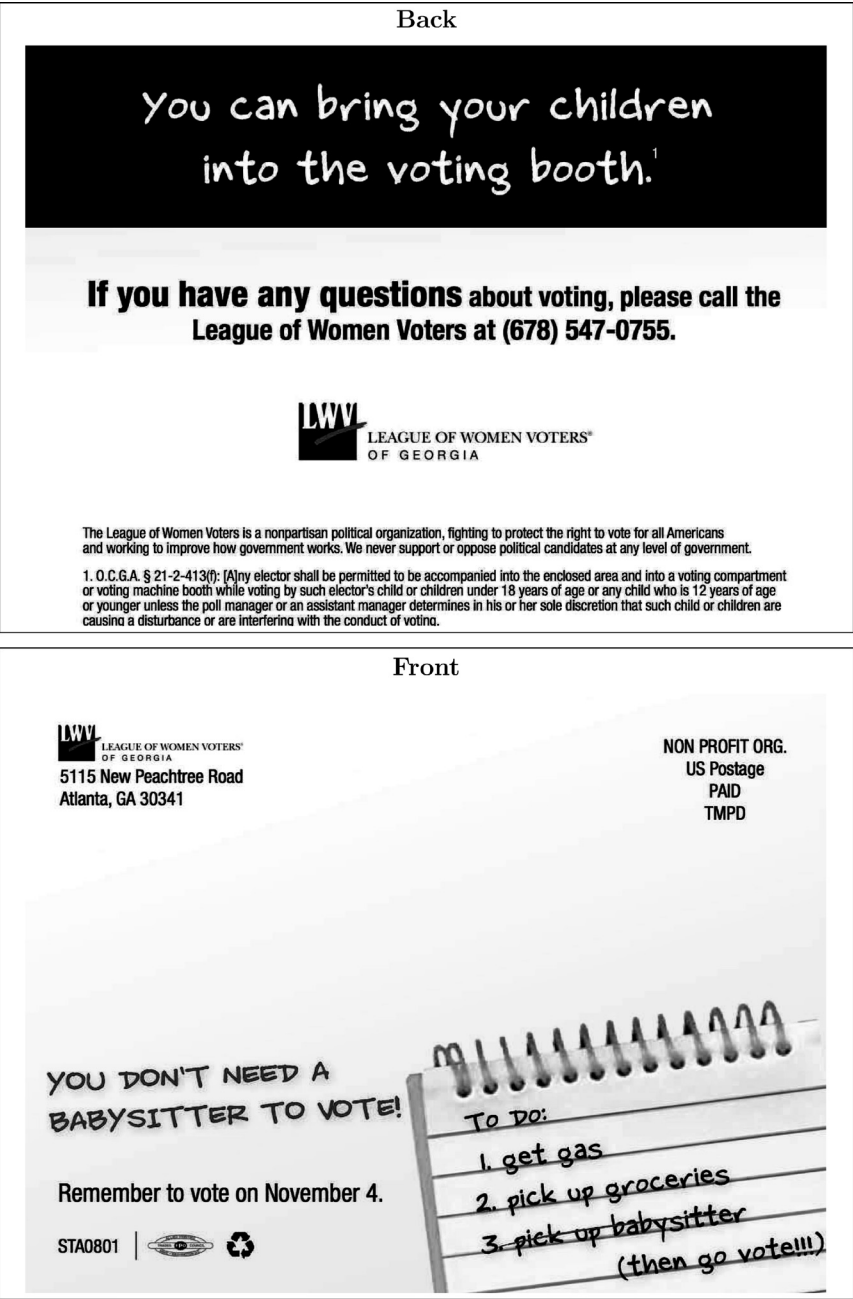 Back
You can bring your children
into the voting booth.¹
If you have any questions about voting, please call the
League of Women Voters at (678) 547-0755.
LWV
LEAGUE OF WOMEN VOTERS®
OF GEORGIA
The League of Women Voters is a nonpartisan political organization, fighting to protect the right to vote for all Americans
and working to improve how government works. We never support or oppose political candidates at any level of government.
1. O.C.G.A. § 21-2-413(f): [A]ny elector shall be permitted to be accompanied into the enclosed area and into a voting compartment
or voting machine booth while voting by such elector's child or children under 18 years of age or any child who is 12 years of age
or younger unless the poll manager or an assistant manager determines in his or her sole discretion that such child or children are
causing a disturbance or are interfering with the conduct of voting.
Front
LWV
LEAGUE OF WOMEN VOTERS®
OF GEORGIA
5115 New Peachtree Road
Atlanta, GA 30341
NON PROFIT ORG.
US Postage
PAID
TMPD
YOU DON'T NEED A
BABYSITTER TO VOTE!
Remember to vote on November 4.
STA0801
TO DO:
1. get gas
2. pick up groceries
3. pick up babysitter
(then go vote!!!)